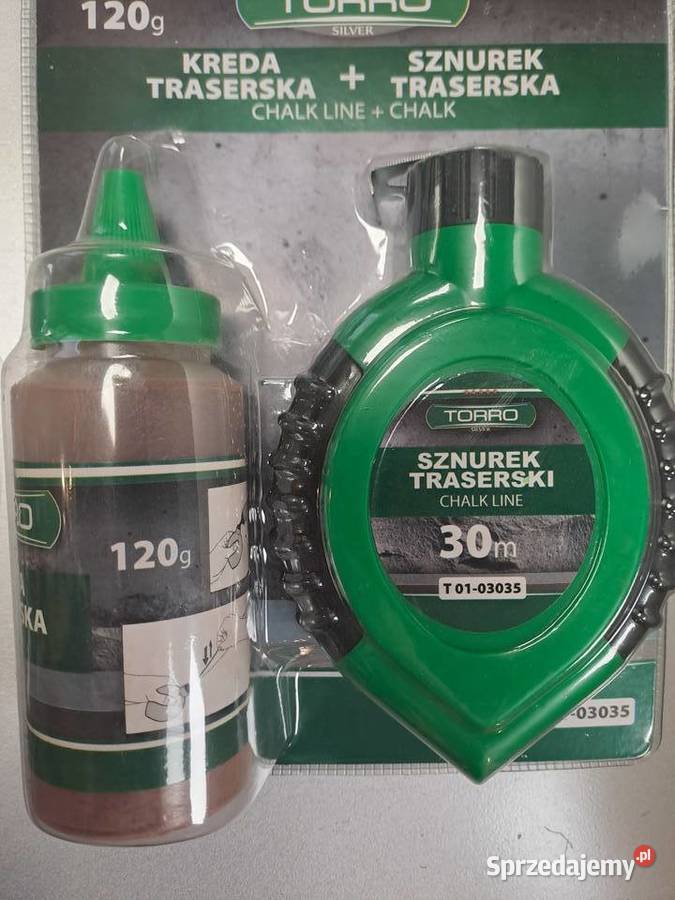 120g
TORRO
SILVER
KREDA
TRASERSKA
+
SZNUREK
TRASERSKA
CHALK LINE + CHALK
TORRO
SILVER
SZNUREK
TRASERSKI
CHALK LINE
30m
T 01-03035
120g
-03035
Sprzedajemy.pl